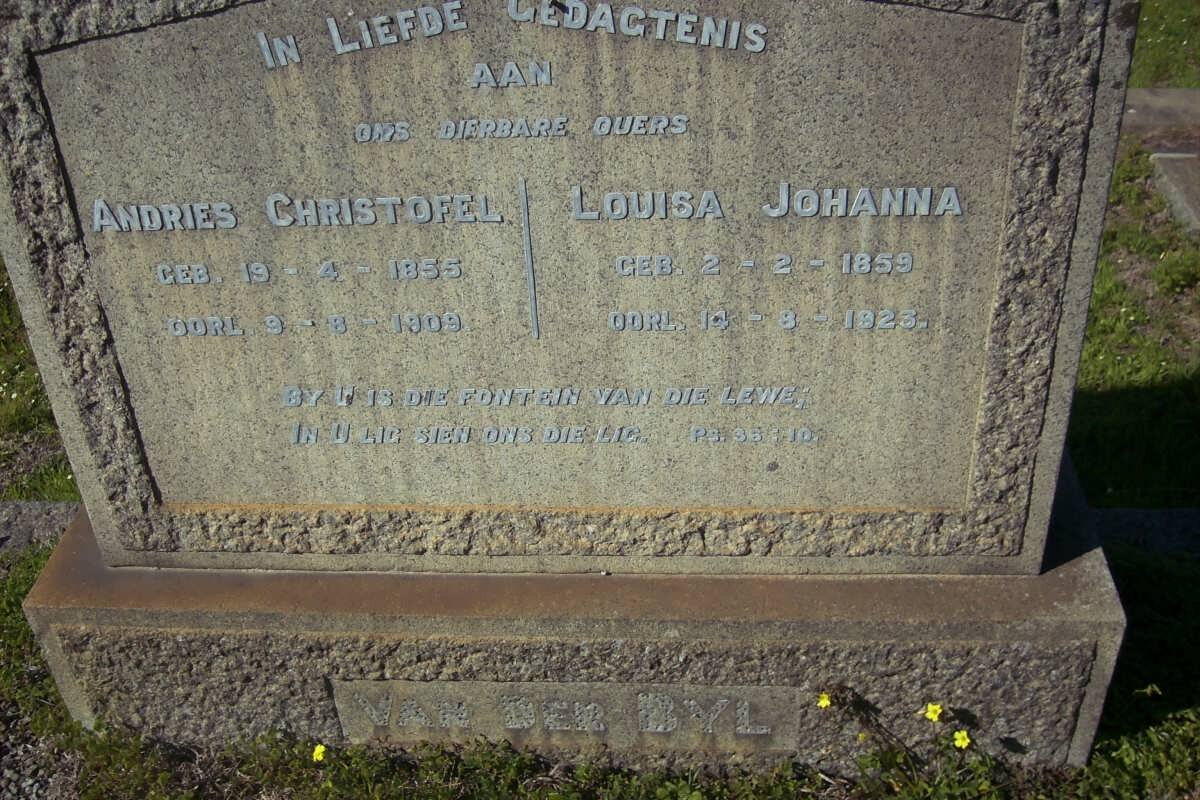 In Liefde Gedagtenis
AAN
ONS DIERBARE OUERS
ANDRIES CHRISTOFEL
GEB. 19 - 4 - 1855
OORL. 9 - 8 - 1909.
LOUISA JOHANNA
GEB. 2 - 2 - 1859
OORL. 14 - 8 - 1923.
BY U IS DIE FONTEIN VAN DIE LEWE;
IN U LIG SIEN ONS DIE LIG. PS. 36 : 10.
VAN DER BYL